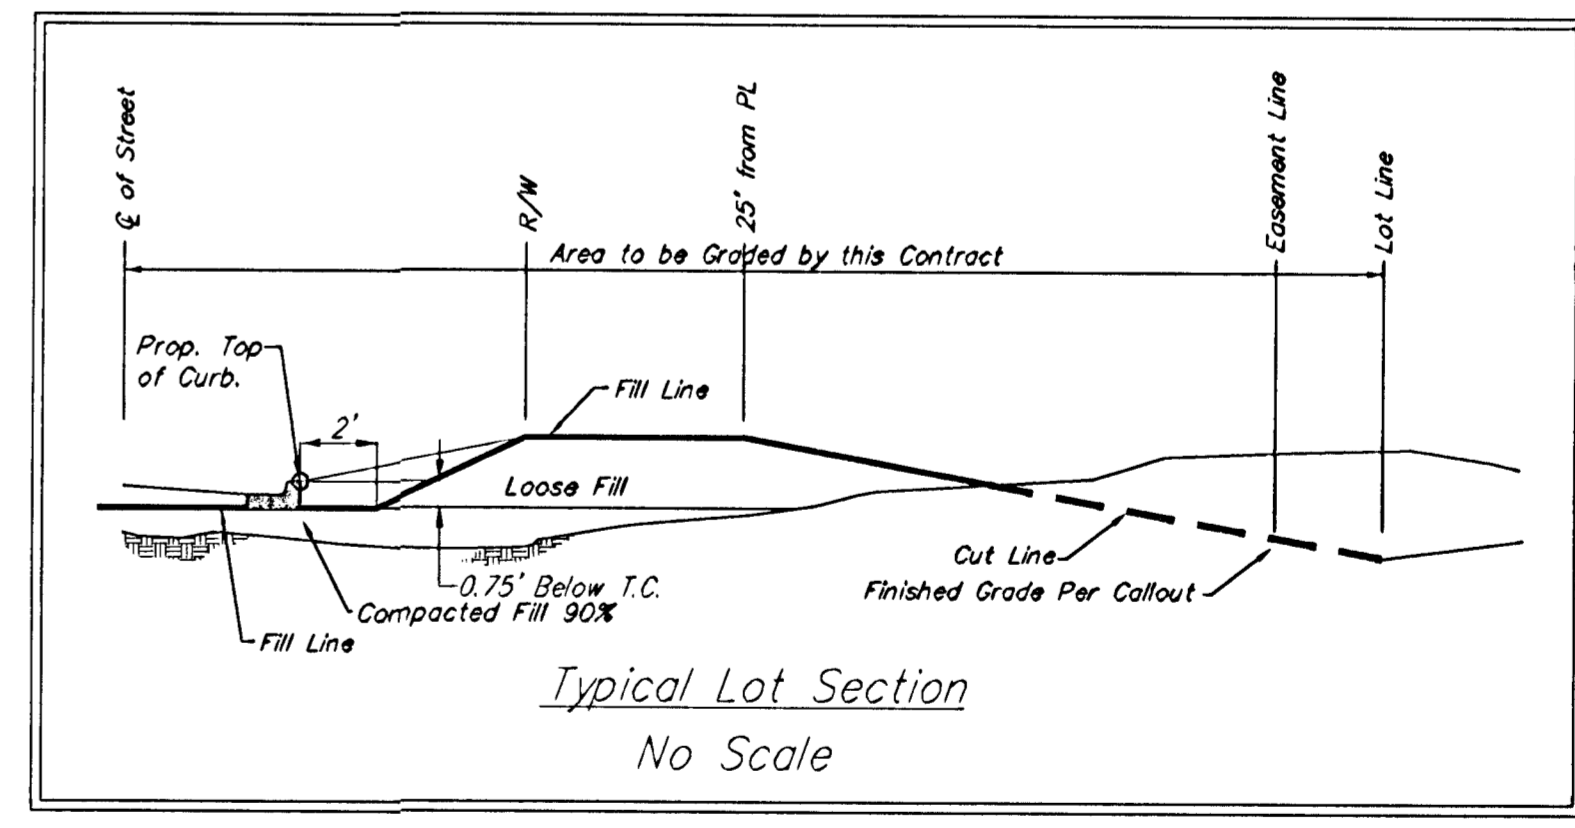 ℄ of Street
R/W
25' from PL
Easement Line
Lot Line
Area to be Graded by this Contract
Prop. Top
of Curb.
2'
Fill Line
Loose Fill
0.75' Below T.C.
Compacted Fill 90%
Fill Line
Cut Line
Finished Grade Per Callout
Typical Lot Section
No Scale